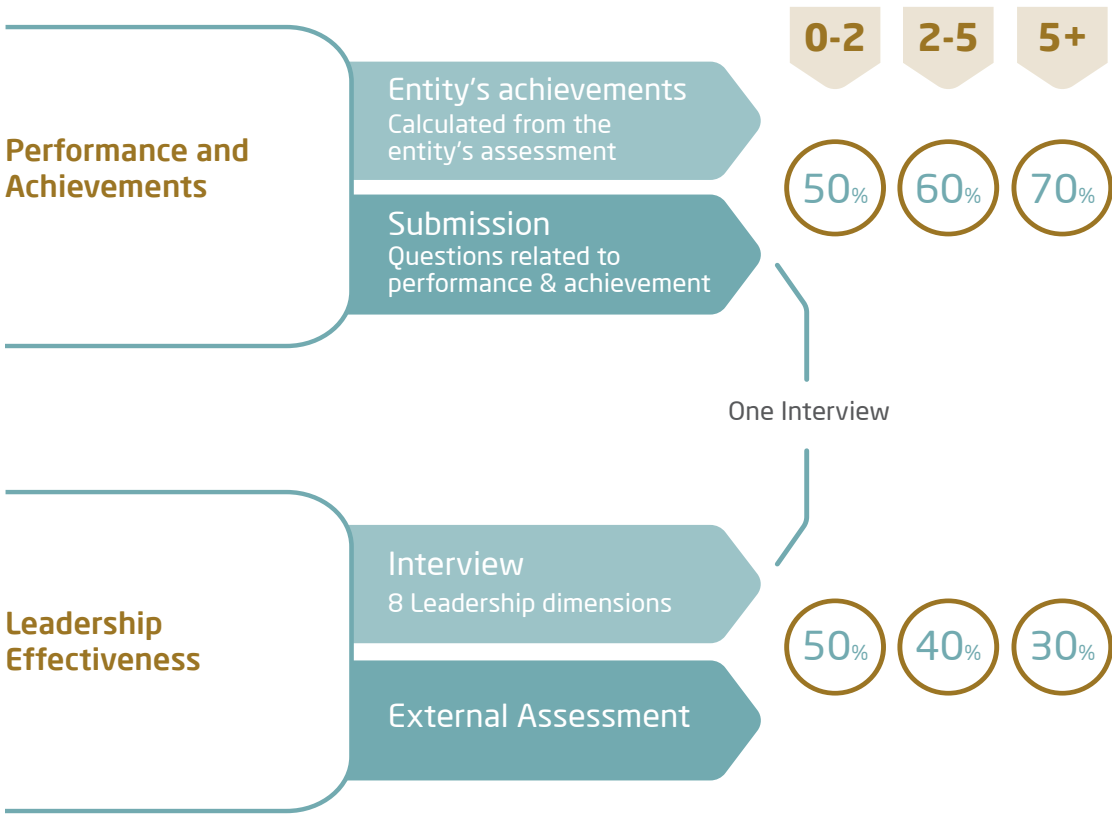 0-2 2-5 5+
Performance and
Achievements
Entity's achievements
Calculated from the
entity's assessment
50% 60% 70%
Submission
Questions related to
performance & achievement
One Interview
Leadership
Effectiveness
Interview
8 Leadership dimensions
50% 40% 30%
External Assessment